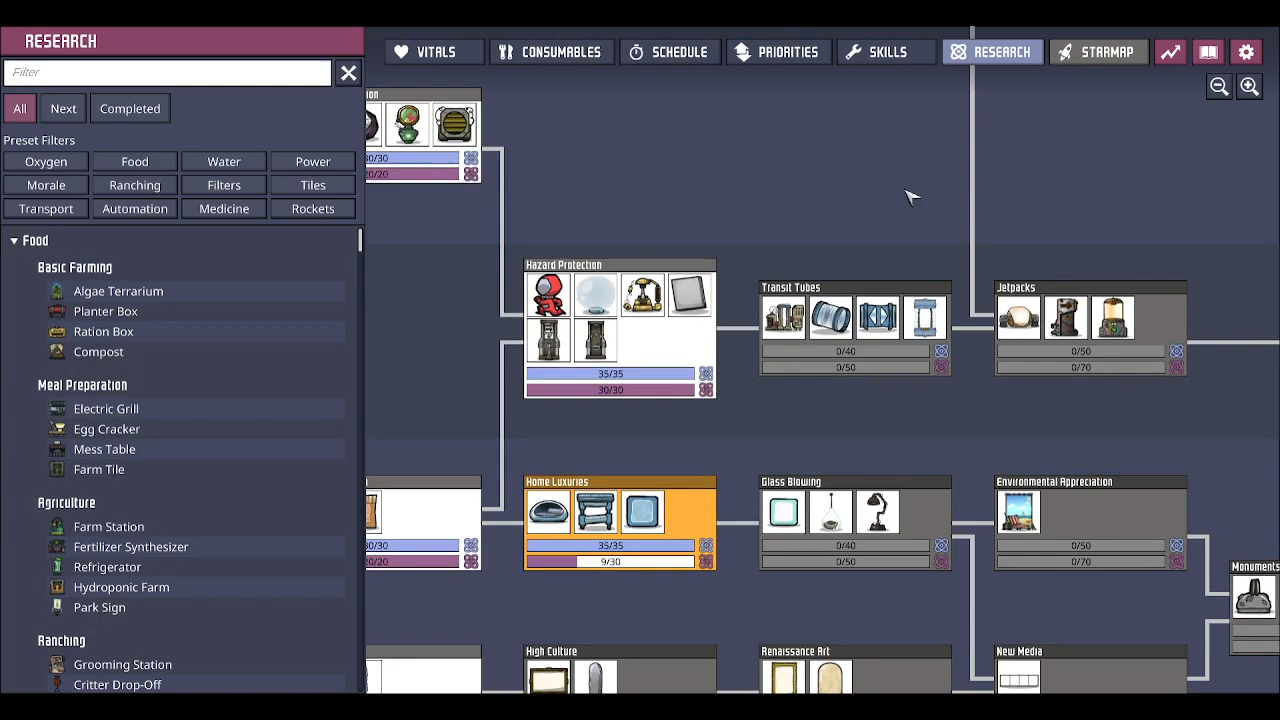 RESEARCH
VITALS
CONSUMABLES
SCHEDULE
PRIORITIES
SKILLS
RESEARCH
STARMAP
Filter
All
Next
Completed
Preset Filters
Oxygen
Food
Water
Power
Morale
Ranching
Filters
Tiles
Transport
Automation
Medicine
Rockets
Food
Basic Farming
Algae Terrarium
Planter Box
Ration Box
Compost
Meal Preparation
Electric Grill
Egg Cracker
Mess Table
Farm Tile
Agriculture
Farm Station
Fertilizer Synthesizer
Refrigerator
Hydroponic Farm
Park Sign
Ranching
Grooming Station
Critter Drop-Off
ion
30/30
20/20
Hazard Protection
35/35
30/30
Transit Tubes
0/40
0/50
Jetpacks
0/50
0/70
30/30
20/20
Home Luxuries
35/35
9/30
Glass Blowing
0/40
0/50
Environmental Appreciation
0/50
0/70
Monuments
High Culture
Renaissance Art
New Media